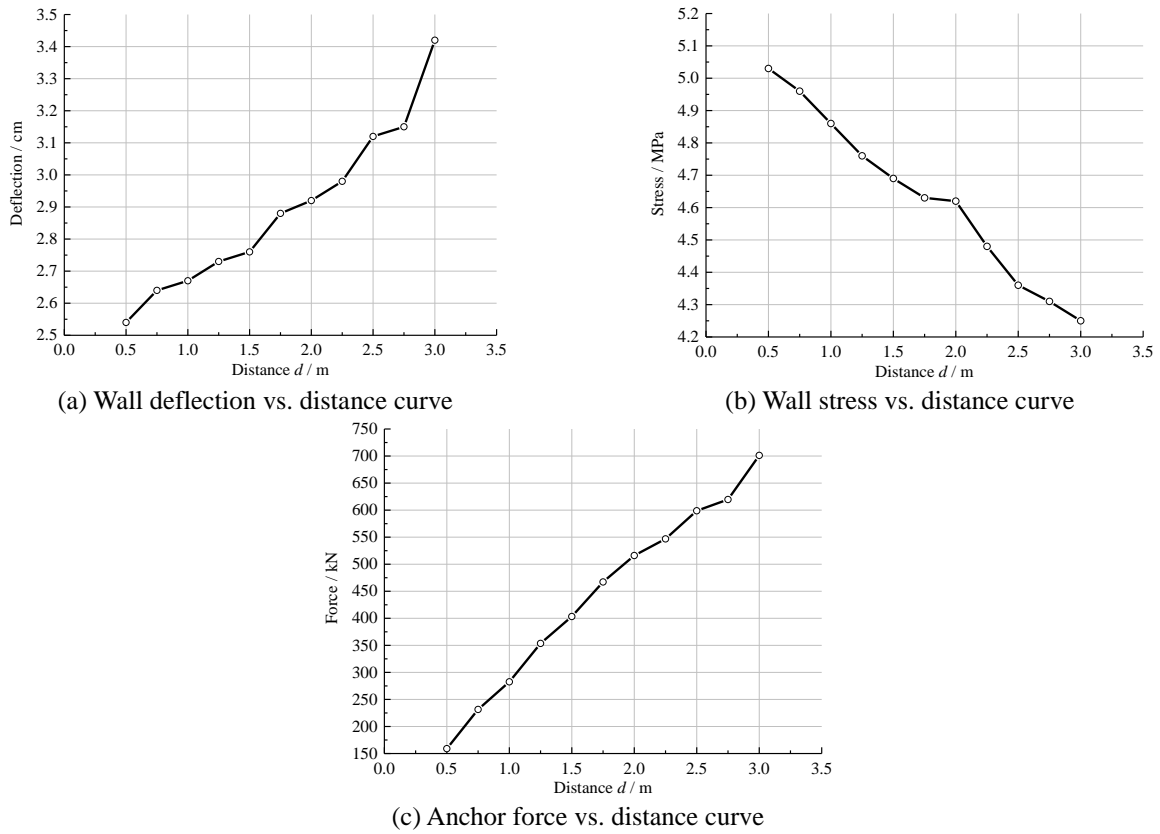 3.5
3.4
3.3
3.2
3.1
3.0
2.9
2.8
2.7
2.6
2.5
Deflection / cm
0.0 0.5 1.0 1.5 2.0 2.5 3.0 3.5
Distance d / m
(a) Wall deflection vs. distance curve
5.2
5.1
5.0
4.9
4.8
4.7
4.6
4.5
4.4
4.3
4.2
Stress / MPa
0.0 0.5 1.0 1.5 2.0 2.5 3.0 3.5
Distance d / m
(b) Wall stress vs. distance curve
750
700
650
600
550
500
450
400
350
300
250
200
150
Force / kN
0.0 0.5 1.0 1.5 2.0 2.5 3.0 3.5
Distance d / m
(c) Anchor force vs. distance curve